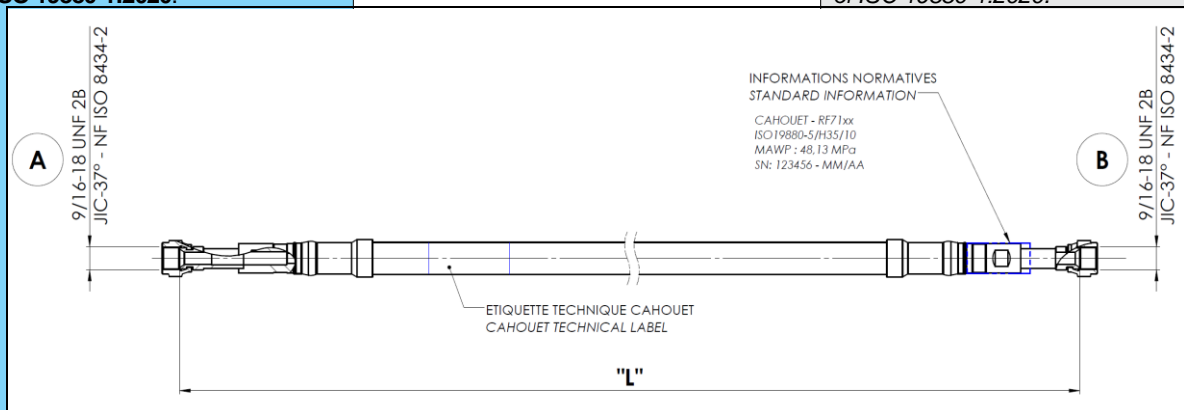 9/16-18 UNF 2B
JIC-37° - NF ISO 8434-2
A
INFORMATIONS NORMATIVES
STANDARD INFORMATION
CAHOUET - RF71xx
ISO19880-5/H35/10
MAWP : 48,13 MPa
SN: 123456 - MM/AA
B
9/16-18 UNF 2B
JIC-37° - NF ISO 8434-2
ETIQUETTE TECHNIQUE CAHOUET
CAHOUET TECHNICAL LABEL
"L"